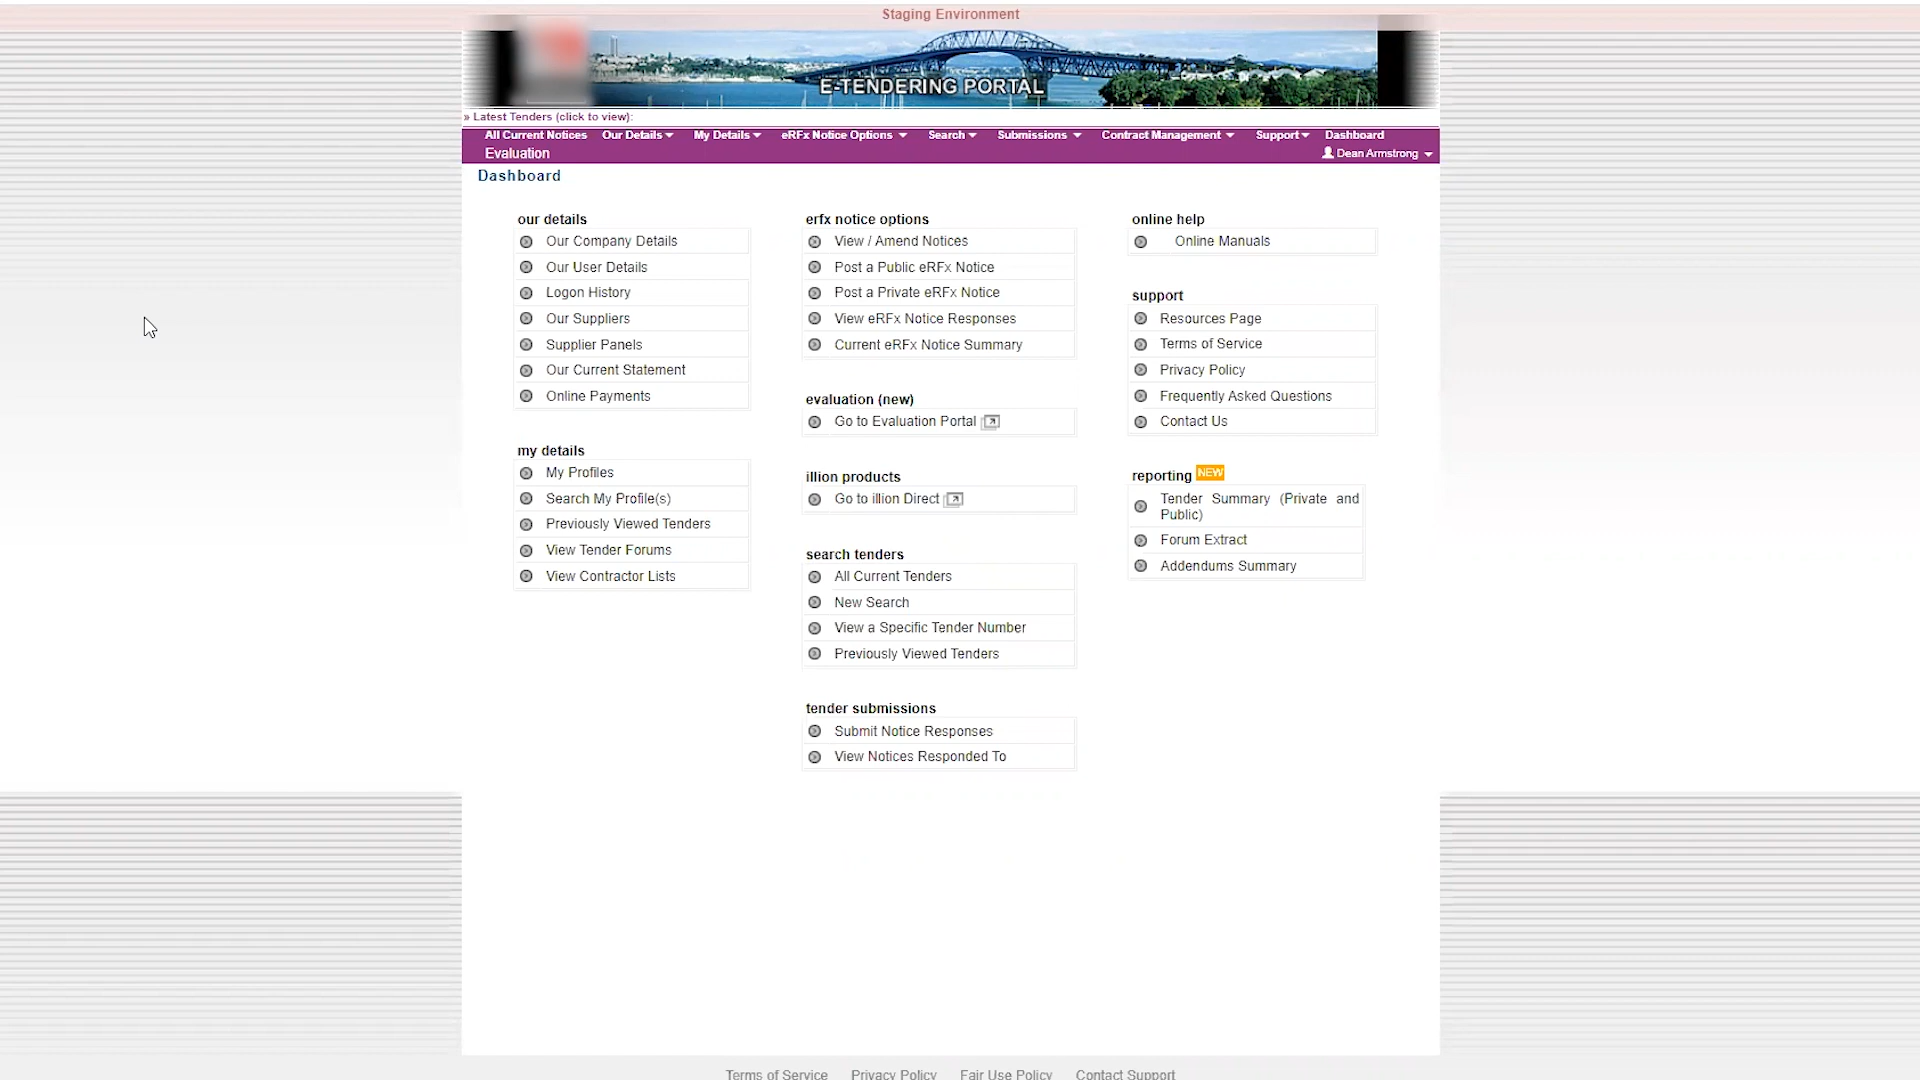 Staging Environment
E-TENDERING PORTAL
» Latest Tenders (click to view):
All Current Notices Our Details My Details eRFx Notice Options Search Submissions Contract Management Support Dashboard
Evaluation Dean Armstrong
Dashboard
our details
Our Company Details
Our User Details
Logon History
Our Suppliers
Supplier Panels
Our Current Statement
Online Payments
my details
My Profiles
Search My Profile(s)
Previously Viewed Tenders
View Tender Forums
View Contractor Lists
erfx notice options
View / Amend Notices
Post a Public eRFx Notice
Post a Private eRFx Notice
View eRFx Notice Responses
Current eRFx Notice Summary
evaluation (new)
Go to Evaluation Portal
illion products
Go to illion Direct
search tenders
All Current Tenders
New Search
View a Specific Tender Number
Previously Viewed Tenders
tender submissions
Submit Notice Responses
View Notices Responded To
online help
Online Manuals
support
Resources Page
Terms of Service
Privacy Policy
Frequently Asked Questions
Contact Us
reporting NEW
Tender Summary (Private and
Public)
Forum Extract
Addendums Summary
Terms of Service Privacy Policy Fair Use Policy Contact Support